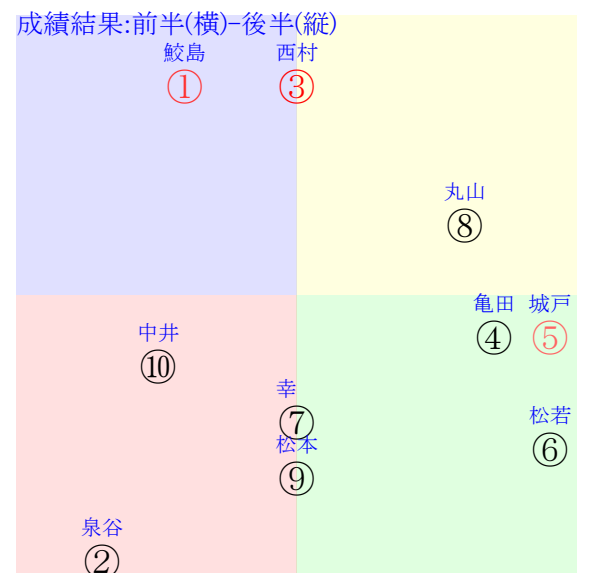 成績結果:前半(横)-後半(縦)
鮫島 西村
① ③
丸山
⑧
亀田 城戸
④ ⑤
中井
⑩
幸
⑦
松若
松本
⑥
⑨
泉谷
②